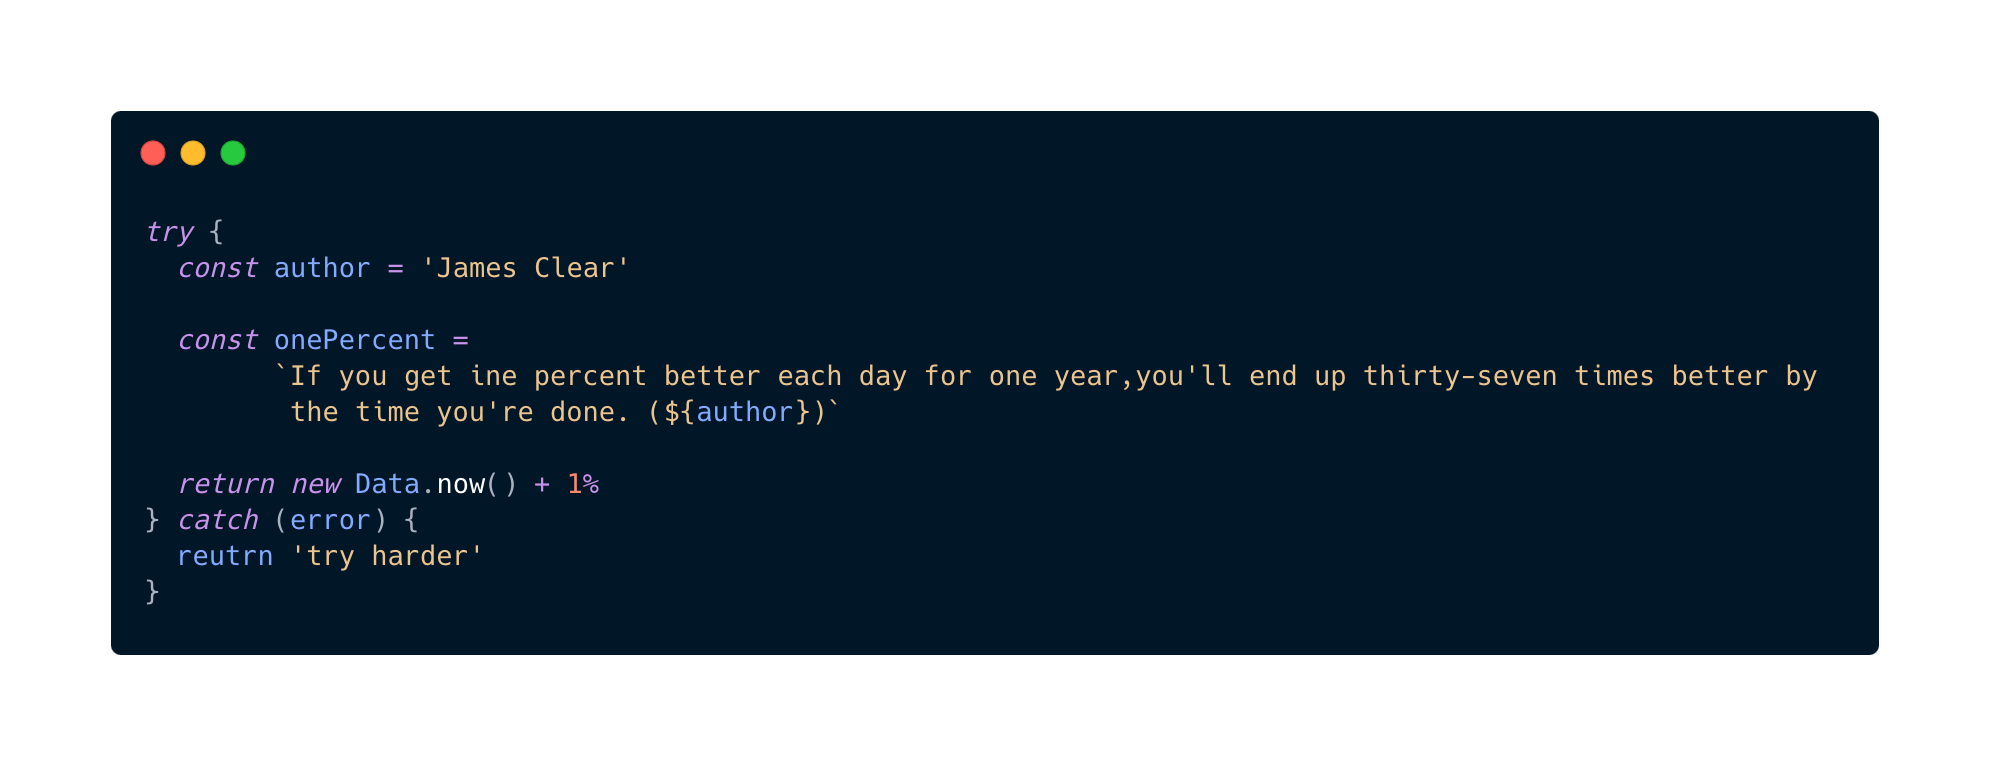 try {
  const author = 'James Clear'

  const onePercent =
        `If you get ine percent better each day for one year,you'll end up thirty-seven times better by
         the time you're done. (${author})`

  return new Data.now() + 1%
} catch (error) {
  reutrn 'try harder'
}